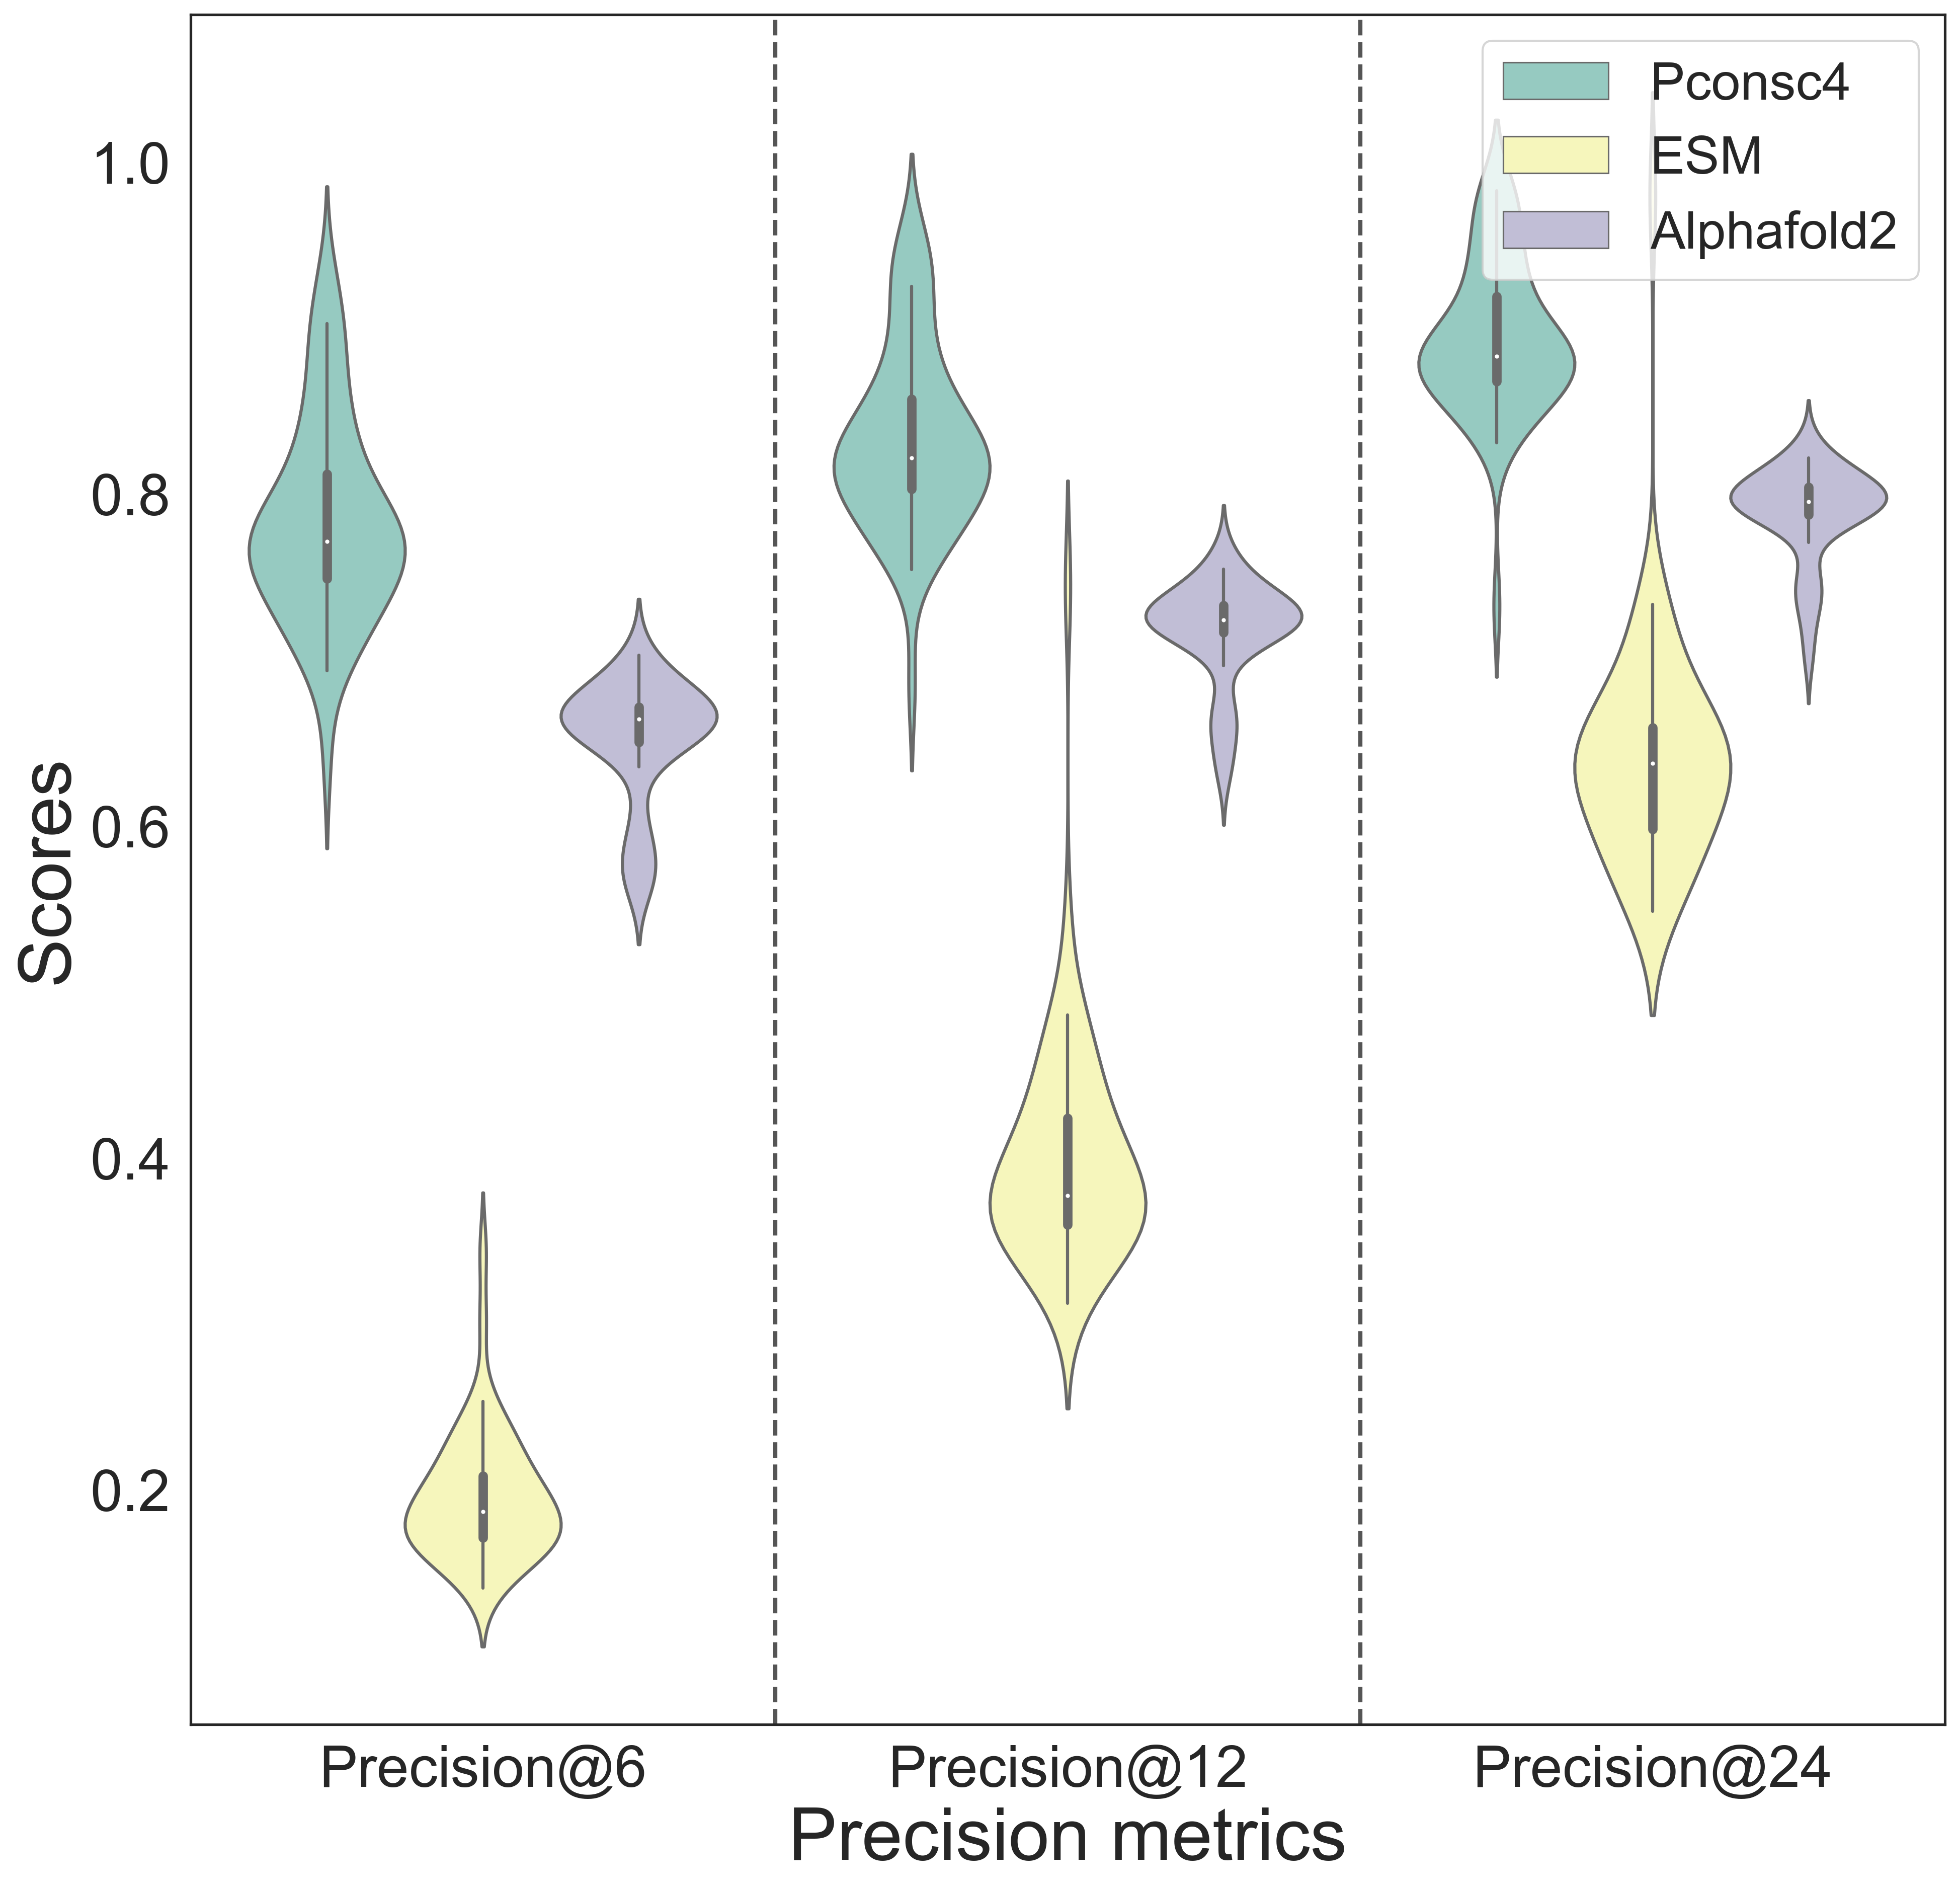 Pconsc4
ESM
Alphafold2
1.0
0.8
0.6
0.4
0.2
Scores
Precision@6
Precision@12
Precision@24
Precision metrics